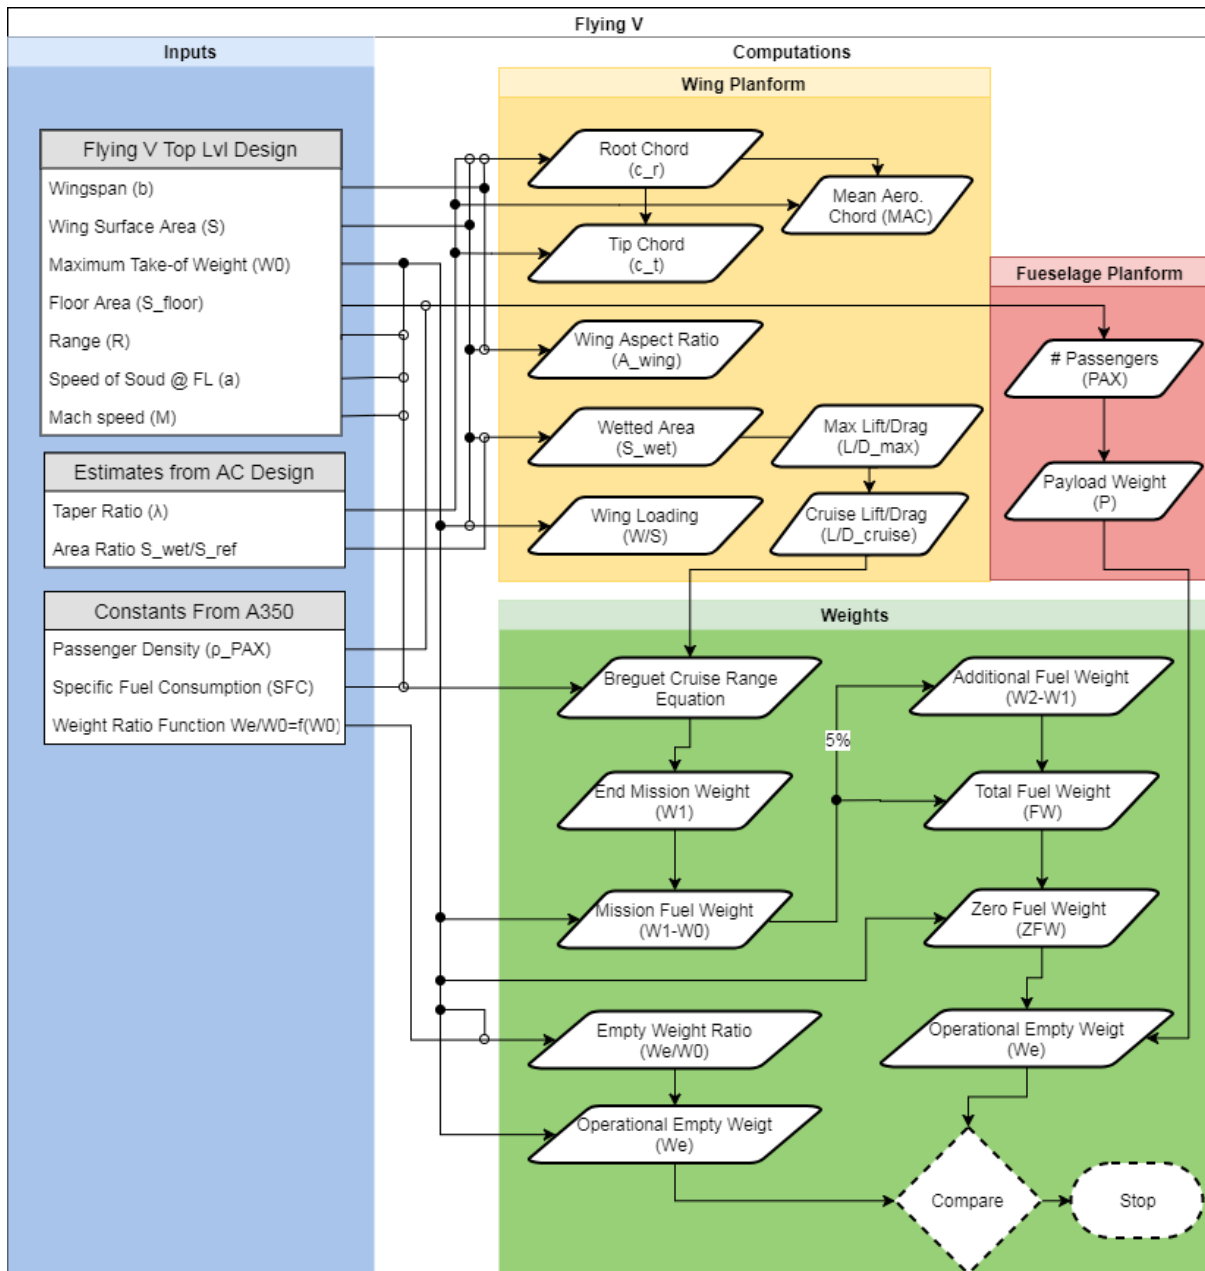 Flying V
Inputs
Computations
Wing Planform
Flying V Top Lvl Design
Wingspan (b)
Wing Surface Area (S)
Maximum Take-of Weight (W0)
Floor Area (S_floor)
Range (R)
Speed of Soud @ FL (a)
Mach speed (M)
Estimates from AC Design
Taper Ratio (λ)
Area Ratio S_wet/S_ref
Constants From A350
Passenger Density (ρ_PAX)
Specific Fuel Consumption (SFC)
Weight Ratio Function We/W0=f(W0)
Root Chord
(c_r)
Mean Aero.
Chord (MAC)
Tip Chord
(c_t)
Wing Aspect Ratio
(A_wing)
Wetted Area
(S_wet)
Max Lift/Drag
(L/D_max)
Wing Loading
(W/S)
Cruise Lift/Drag
(L/D_cruise)
Fueselage Planform
# Passengers
(PAX)
Payload Weight
(P)
Weights
Breguet Cruise Range
Equation
Additional Fuel Weight
(W2-W1)
5%
End Mission Weight
(W1)
Total Fuel Weight
(FW)
Mission Fuel Weight
(W1-W0)
Zero Fuel Weight
(ZFW)
Empty Weight Ratio
(We/W0)
Operational Empty Weigt
(We)
Operational Empty Weigt
(We)
Compare
Stop